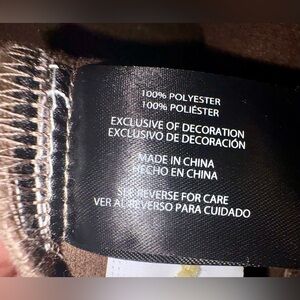 100% POLYESTER
100% POLIÉSTER
EXCLUSIVE OF DECORATION
EXCLUSIVO DE DECORACIÓN
MADE IN CHINA
HECHO EN CHINA
SEE REVERSE FOR CARE
VER AL REVERSO PARA CUIDADO